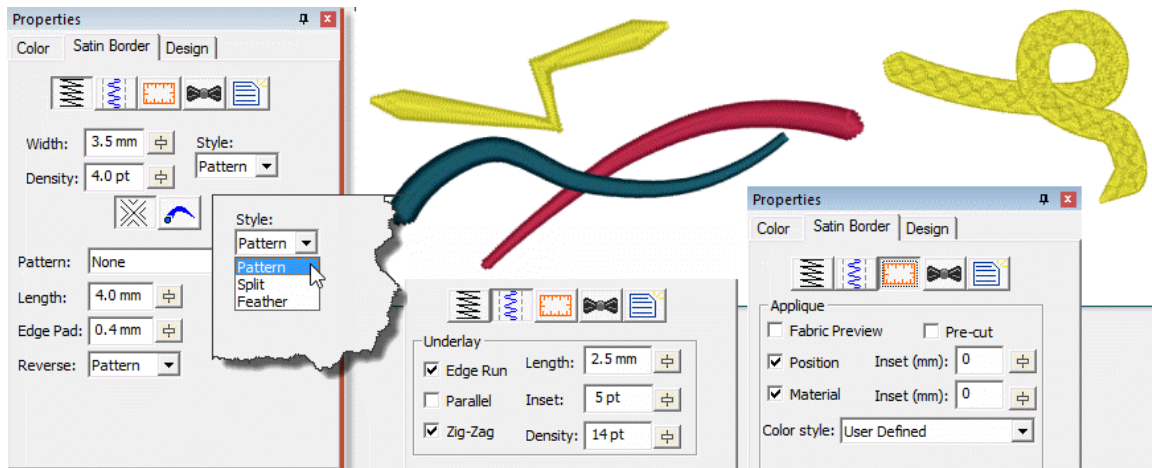 Properties
Color Satin Border Design
Width: 3.5 mm Style:
Density: 4.0 pt Pattern
Pattern: None
Length: 4.0 mm
Edge Pad: 0.4 mm
Reverse: Pattern
Style:
Pattern
Pattern
Split
Feather
Underlay
Edge Run Length: 2.5 mm
Parallel Inset: 5 pt
Zig-Zag Density: 14 pt
Properties
Color Satin Border Design
Applique
Fabric Preview Pre-cut
Position Inset (mm): 0
Material Inset (mm): 0
Color style: User Defined